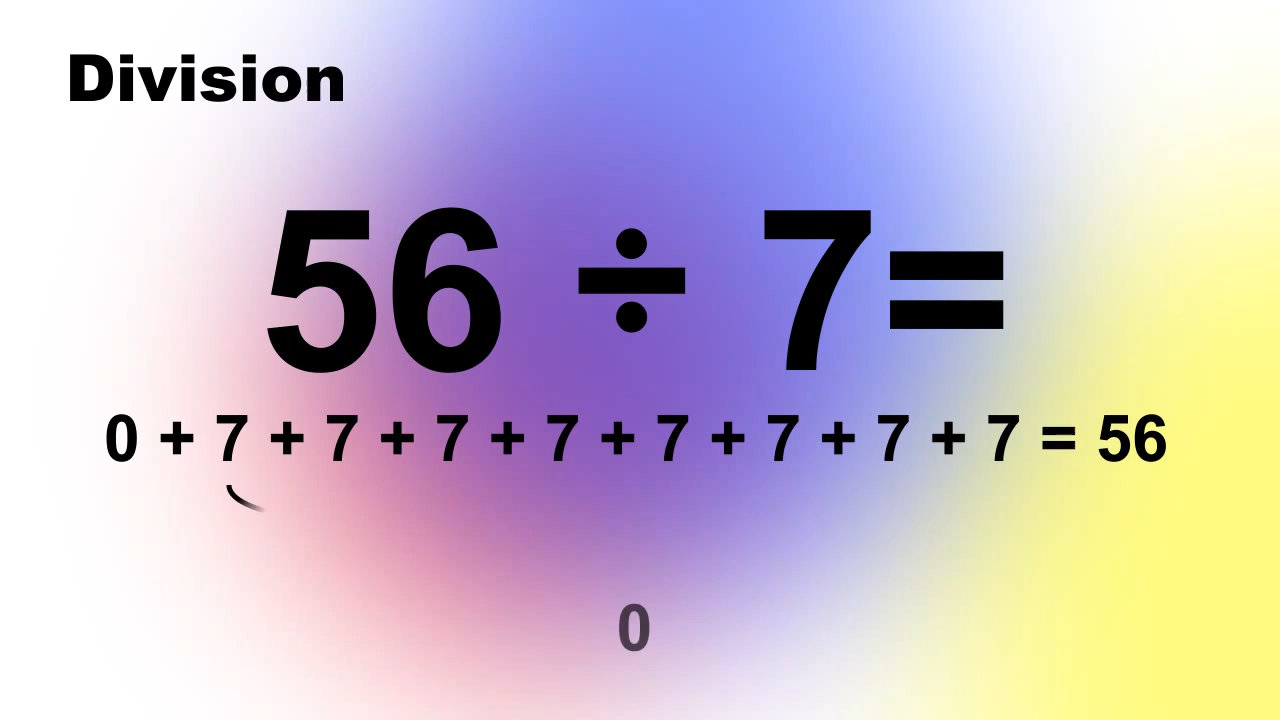 Division
56 ÷ 7=
0 + 7 + 7 + 7 + 7 + 7 + 7 + 7 + 7 = 56
0